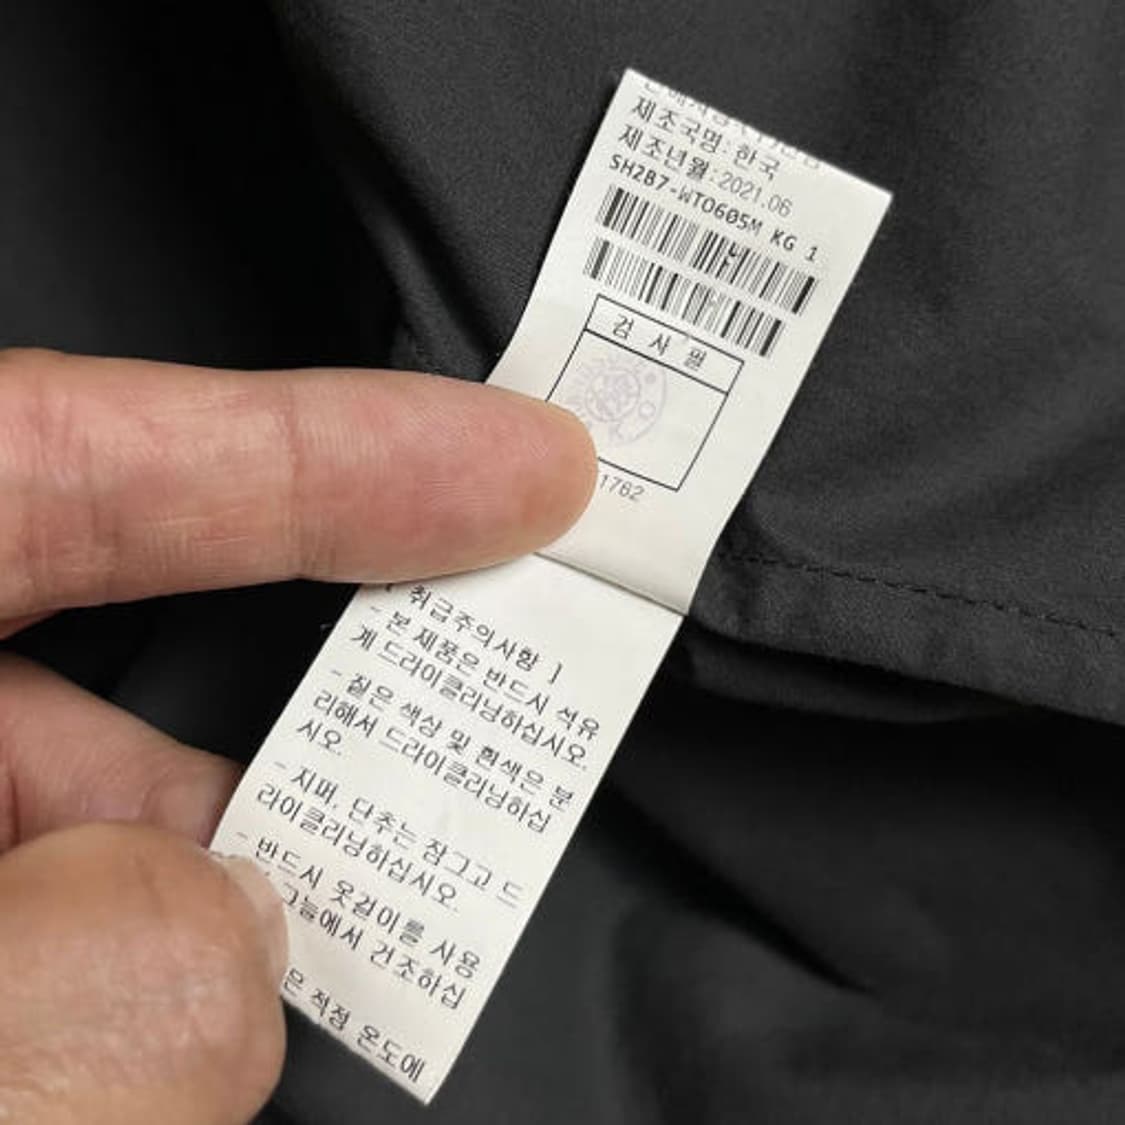 제조국명: 한국
제조년월:2021.06
SH2B7-WTO605M KG 1
검사필
1762
[ 취급주의사항 ]
- 본 제품은 반드시 석유
계 드라이클리닝하십시오.
- 짙은 색상 및 흰색은 분
리해서 드라이클리닝하십
시오.
- 지퍼, 단추는 잠그고 드
라이클리닝하십시오.
- 반드시 옷걸이를 사용
그늘에서 건조하십
은 적정 온도에